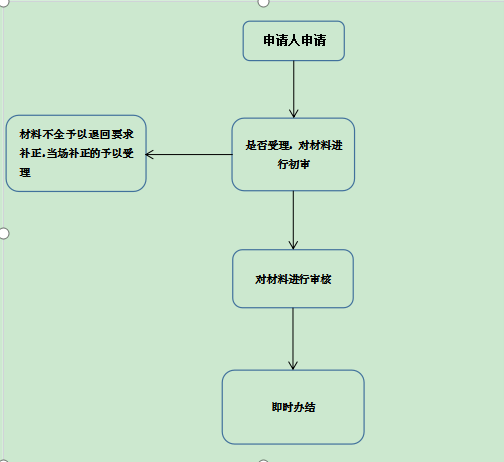 申请人申请
材料不全予以退回要求
补正,当场补正的予以受
理
是否受理，对材料进
行初审
对材料进行审核
即时办结